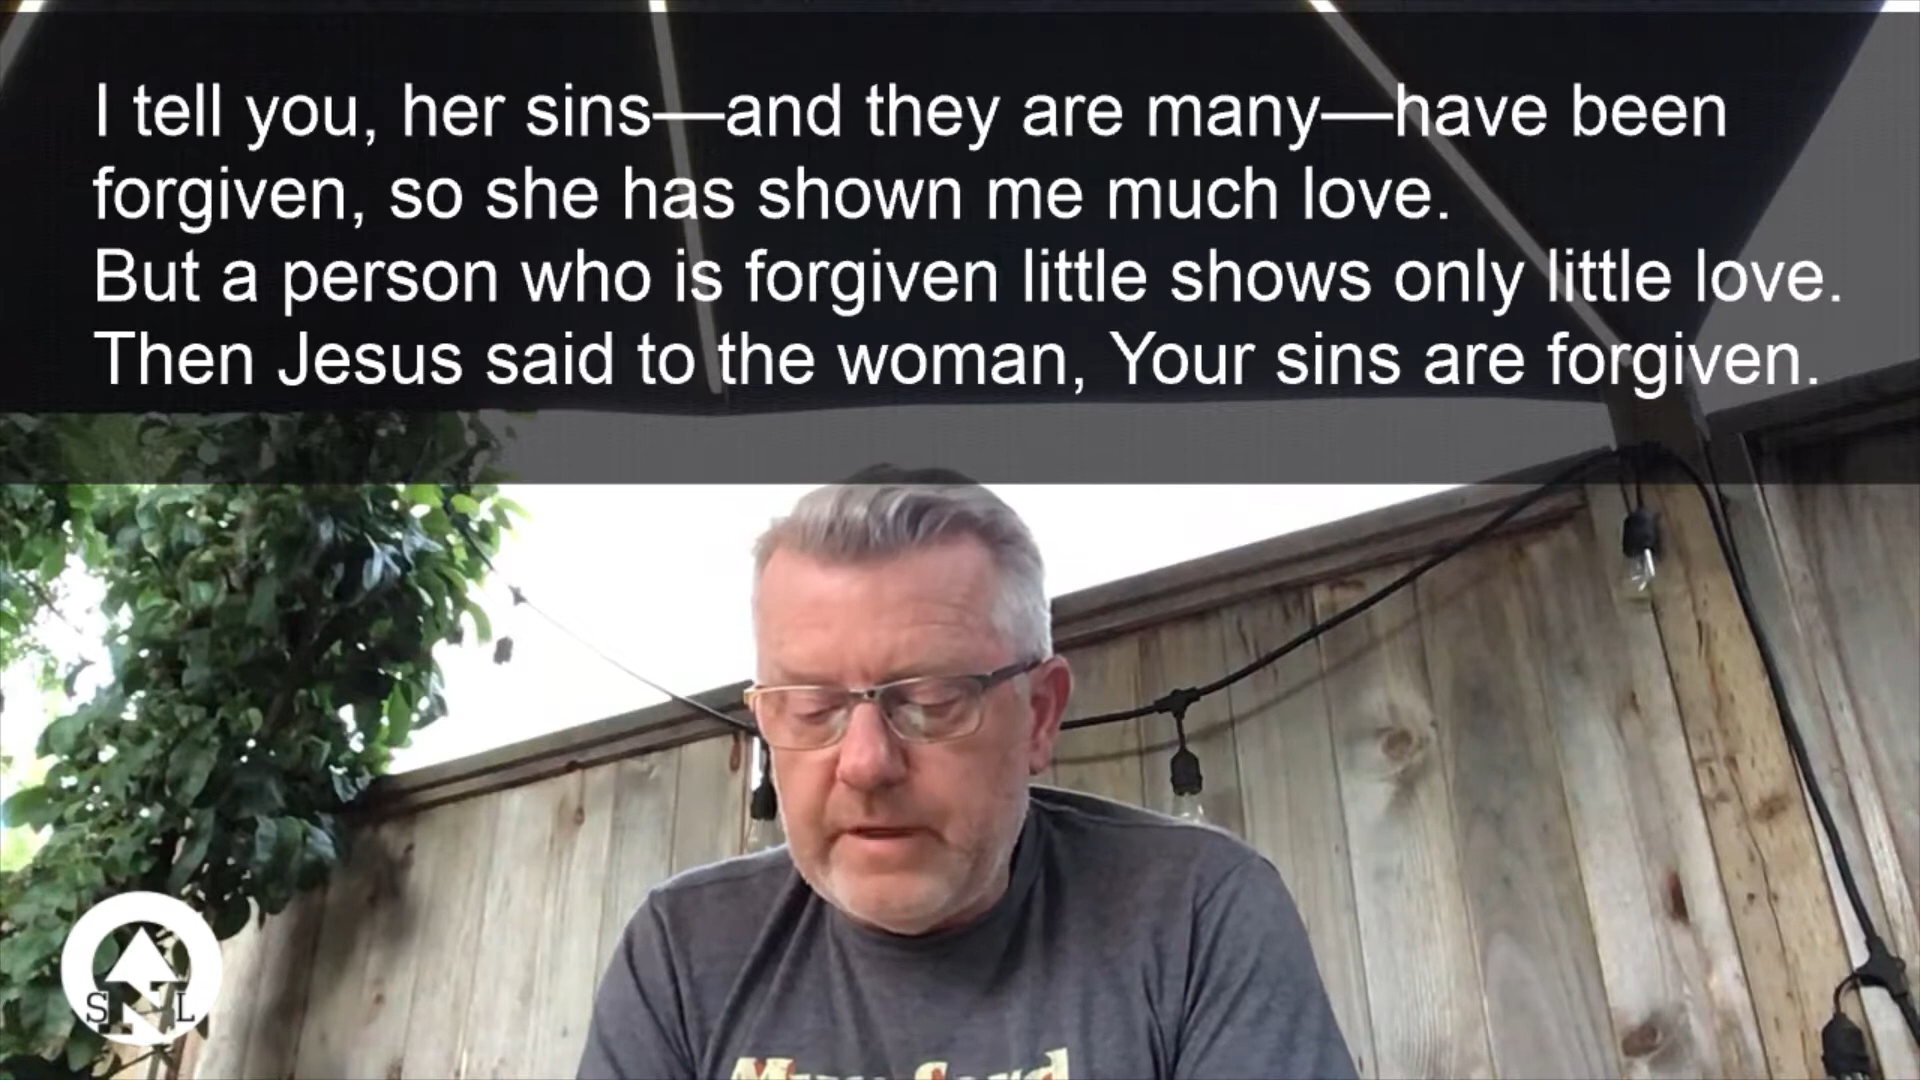 I tell you, her sins—and they are many—have been
forgiven, so she has shown me much love.
But a person who is forgiven little shows only little love.
Then Jesus said to the woman, Your sins are forgiven.
S N L